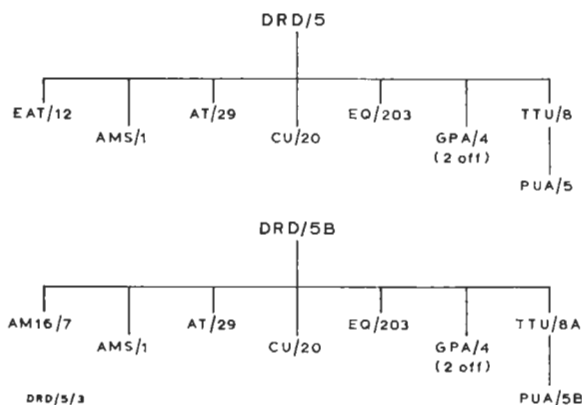 DRD/5
EAT/12 AT/29 EQ/203 TTU/8
AMS/1 CU/20 GPA/4
(2 off)
PUA/5
DRD/5B
AM16/7 AT/29 EQ/203 TTU/8A
AMS/1 CU/20 GPA/4
(2 off)
DRD/5/3 PUA/5B